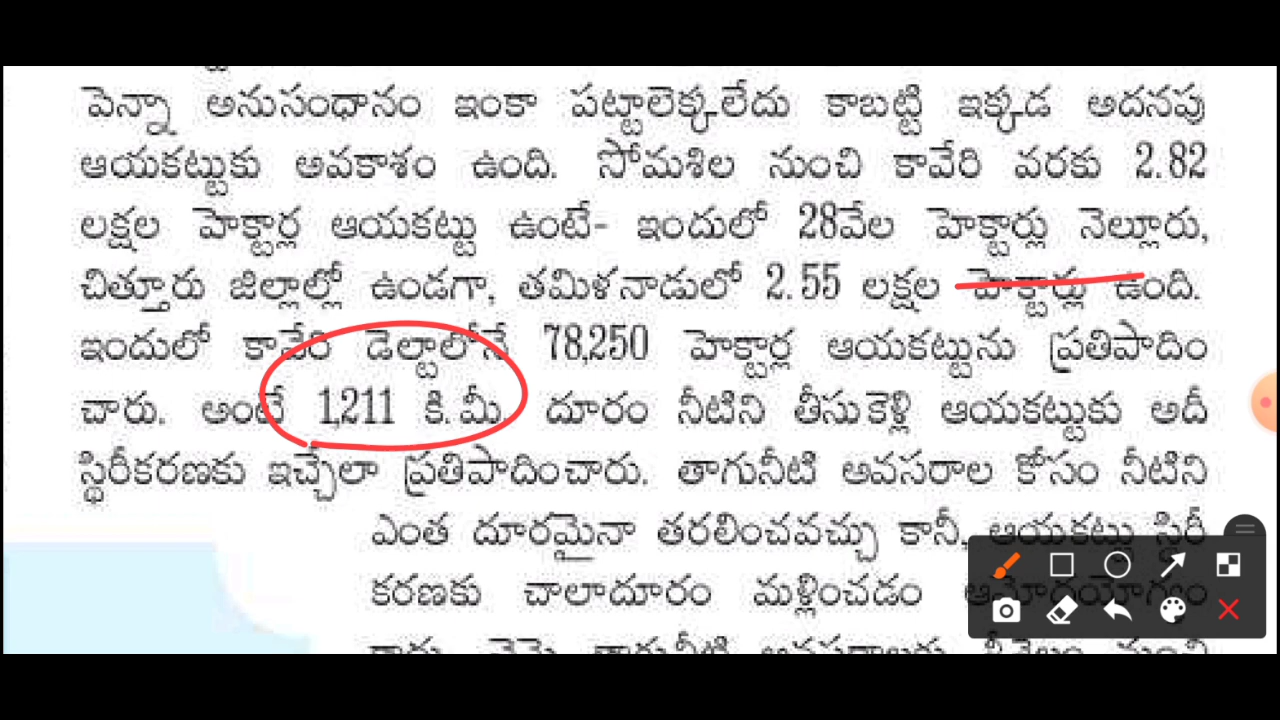 పెన్నా అనుసంధానం ఇంకా పట్టాలెక్కలేదు కాబట్టి ఇక్కడ అదనపు
ఆయకట్టుకు అవకాశం ఉంది. సోమశిల నుంచి కావేరి వరకు 2.82
లక్షల హెక్టార్ల ఆయకట్టు ఉంటే- ఇందులో 28వేల హెక్టార్లు నెల్లూరు,
చిత్తూరు జిల్లాల్లో ఉండగా, తమిళనాడులో 2.55 లక్షల హెక్టార్లు ఉంది.
ఇందులో కావేరి డెల్టాలోనే 78,250 హెక్టార్ల ఆయకట్టును ప్రతిపాదిం
చారు. అంటే 1,211 కి.మీ దూరం నీటిని తీసుకెళ్లి ఆయకట్టుకు అదీ
స్థిరీకరణకు ఇచ్చేలా ప్రతిపాదించారు. తాగునీటి అవసరాల కోసం నీటిని
ఎంత దూరమైనా తరలించవచ్చు కానీ, ఆయకట్టు స్థిరీ
కరణకు చాలాదూరం మళ్లించడం